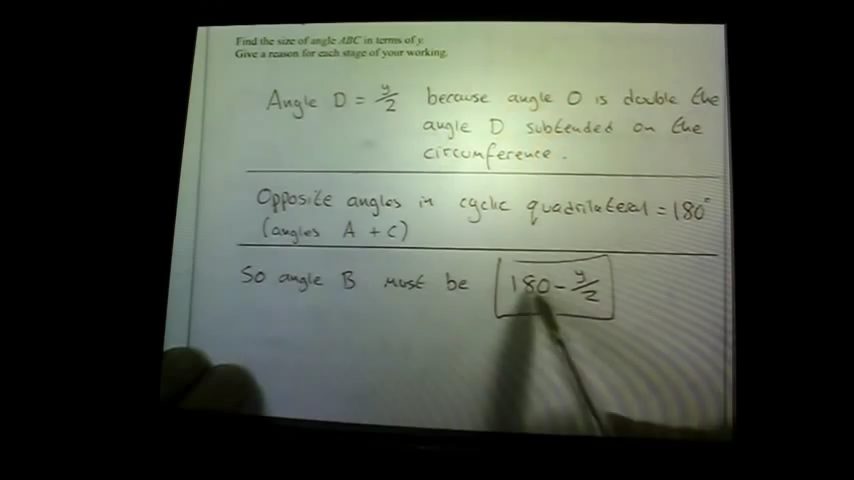 Find the size of angle ABC in terms of y.
Give a reason for each stage of your working.
Angle D = y/2 because angle O is double the
angle D subtended on the
circumference.
Opposite angles in cyclic quadrilateral = 180°
(angles A + C)
So angle B must be 180 - y/2